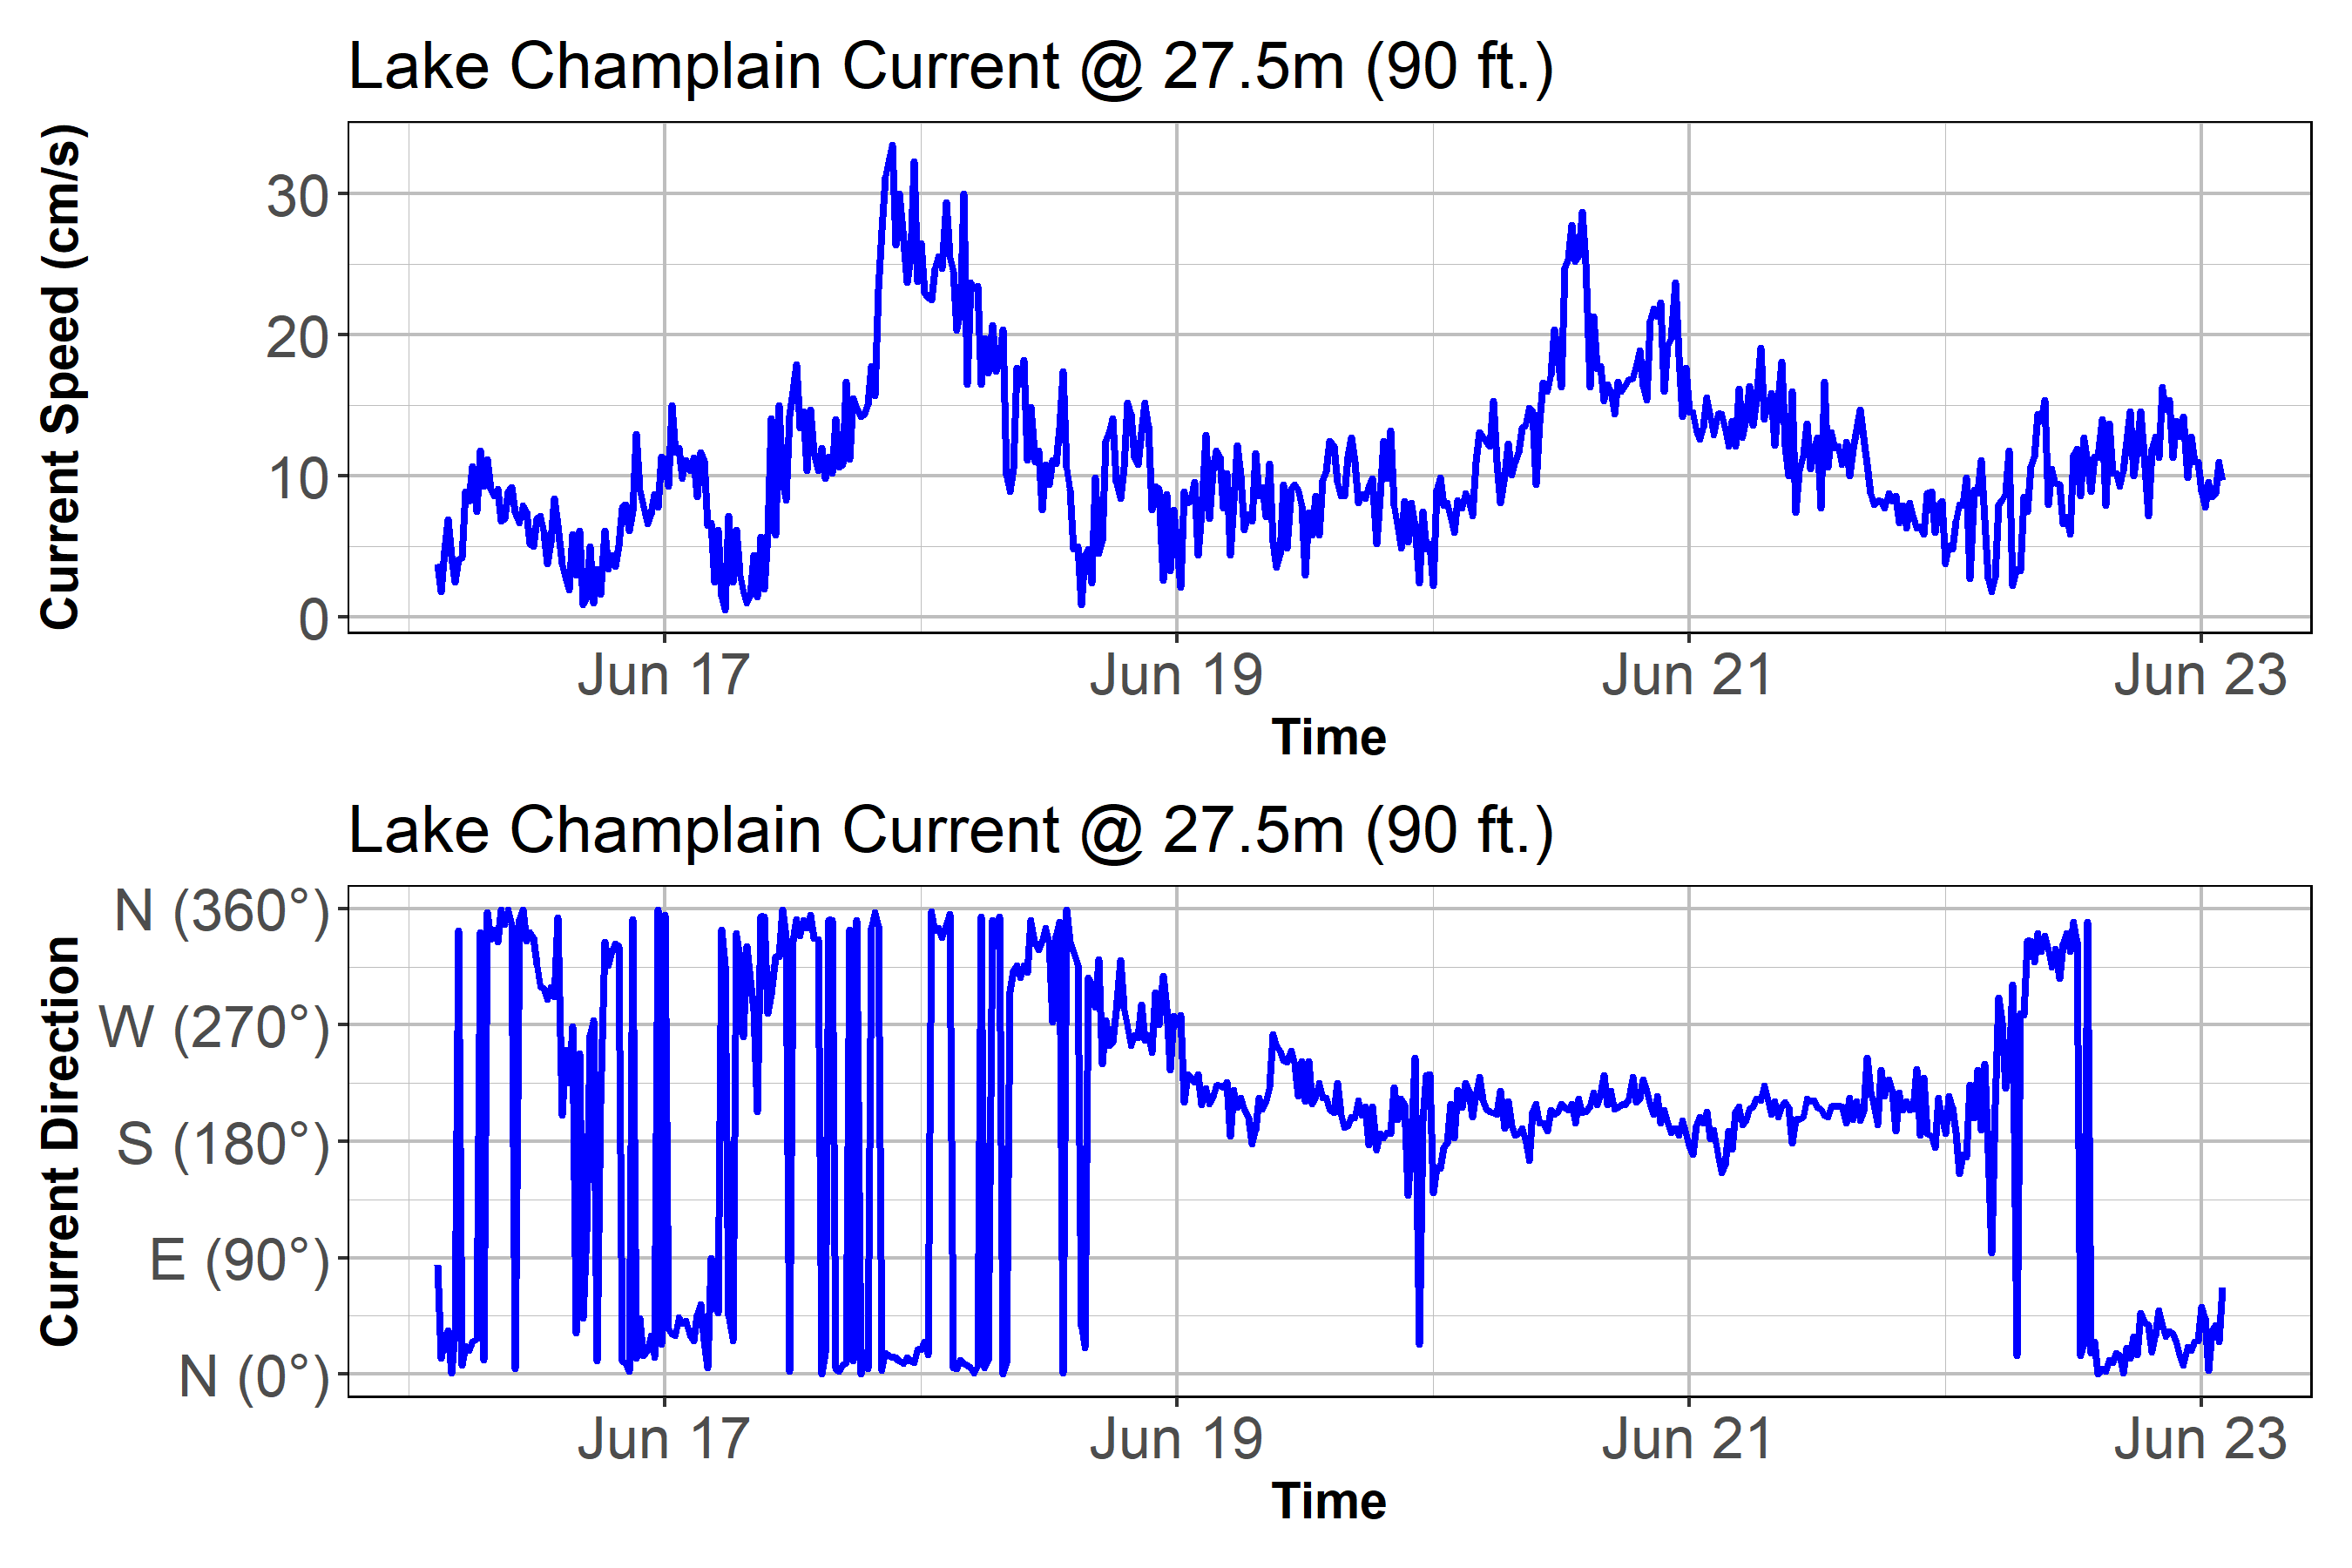 Lake Champlain Current @ 27.5m (90 ft.)
Current Speed (cm/s)
30
20
10
0
Jun 17 Jun 19 Jun 21 Jun 23
Time
Lake Champlain Current @ 27.5m (90 ft.)
Current Direction
N (360°)
W (270°)
S (180°)
E (90°)
N (0°)
Jun 17 Jun 19 Jun 21 Jun 23
Time